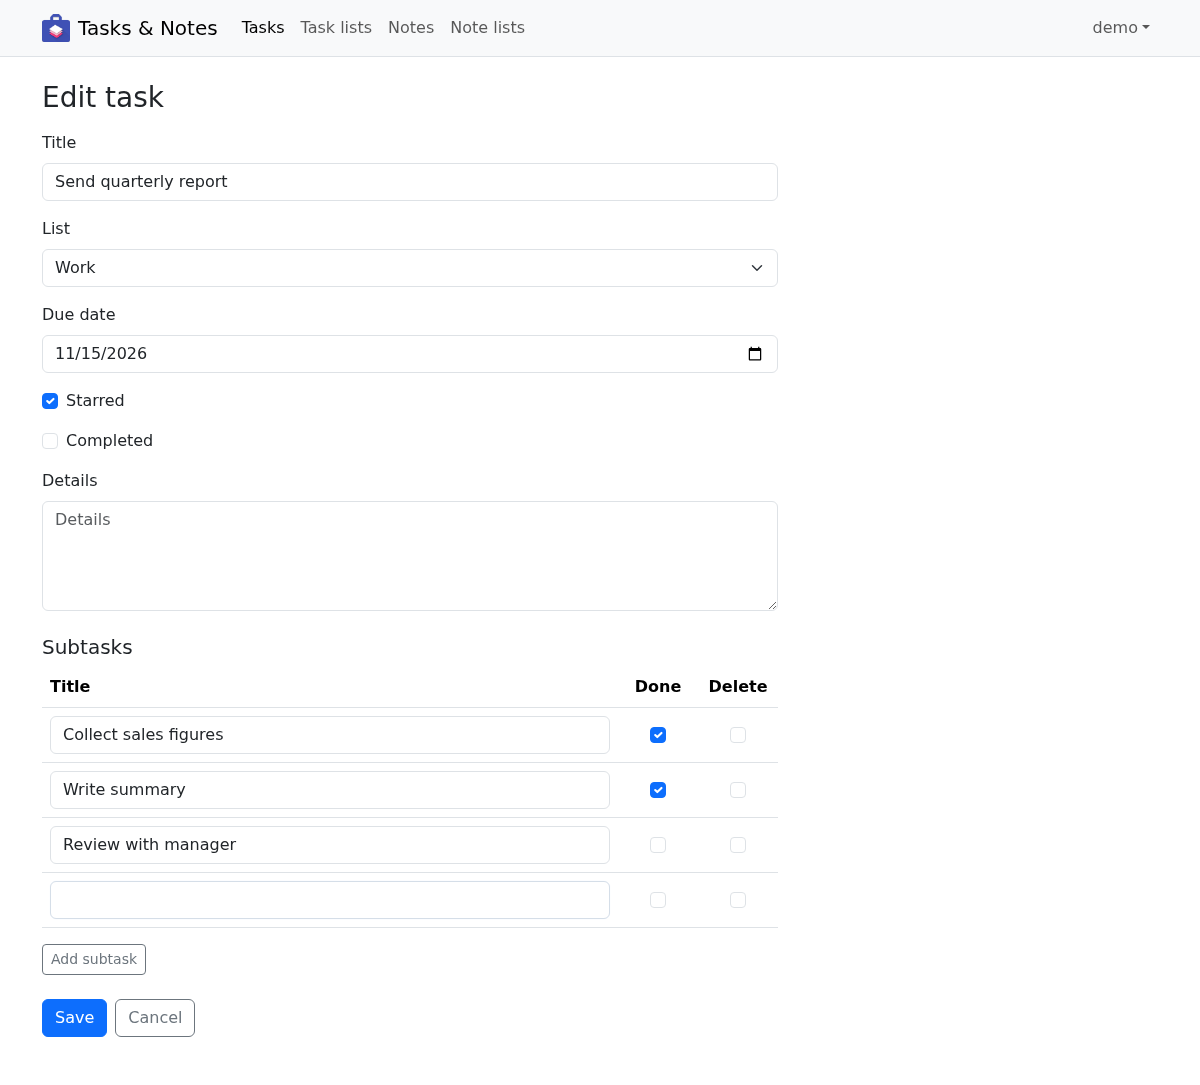 Tasks & Notes Tasks Task lists Notes Note lists demo
Edit task
Title
Send quarterly report
List
Work
Due date
11/15/2026
Starred
Completed
Details
Details
Subtasks
Title Done Delete
Collect sales figures
Write summary
Review with manager
Add subtask
Save Cancel